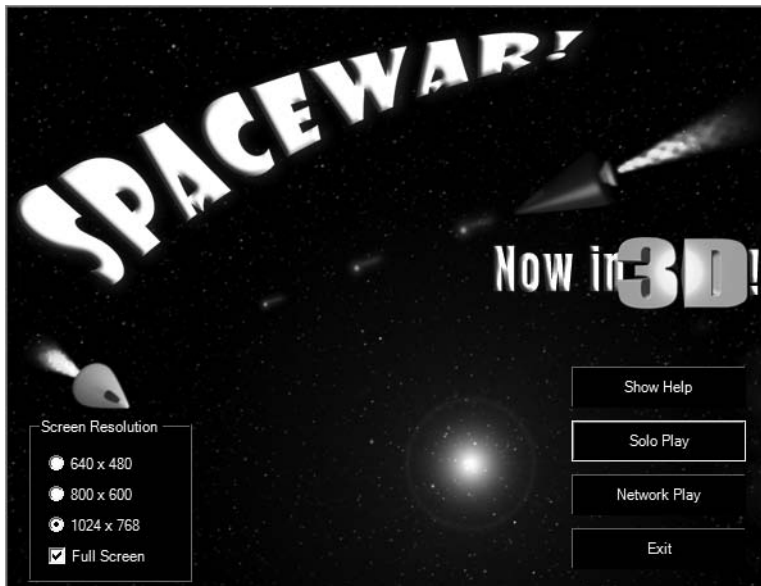 SPACEWAR!
Now in 3D!
Show Help
Screen Resolution
Solo Play
640 x 480
800 x 600
Network Play
1024 x 768
Full Screen
Exit